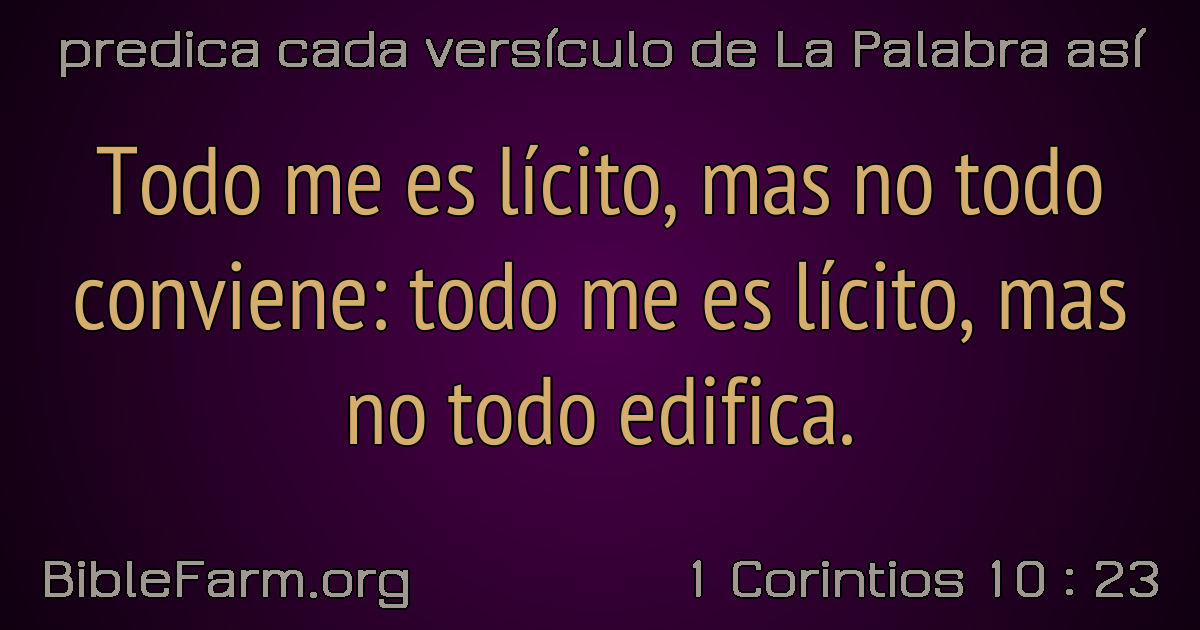 predica cada versículo de La Palabra así
Todo me es lícito, mas no todo
conviene: todo me es lícito, mas
no todo edifica.
BibleFarm.org
1 Corintios 10 : 23